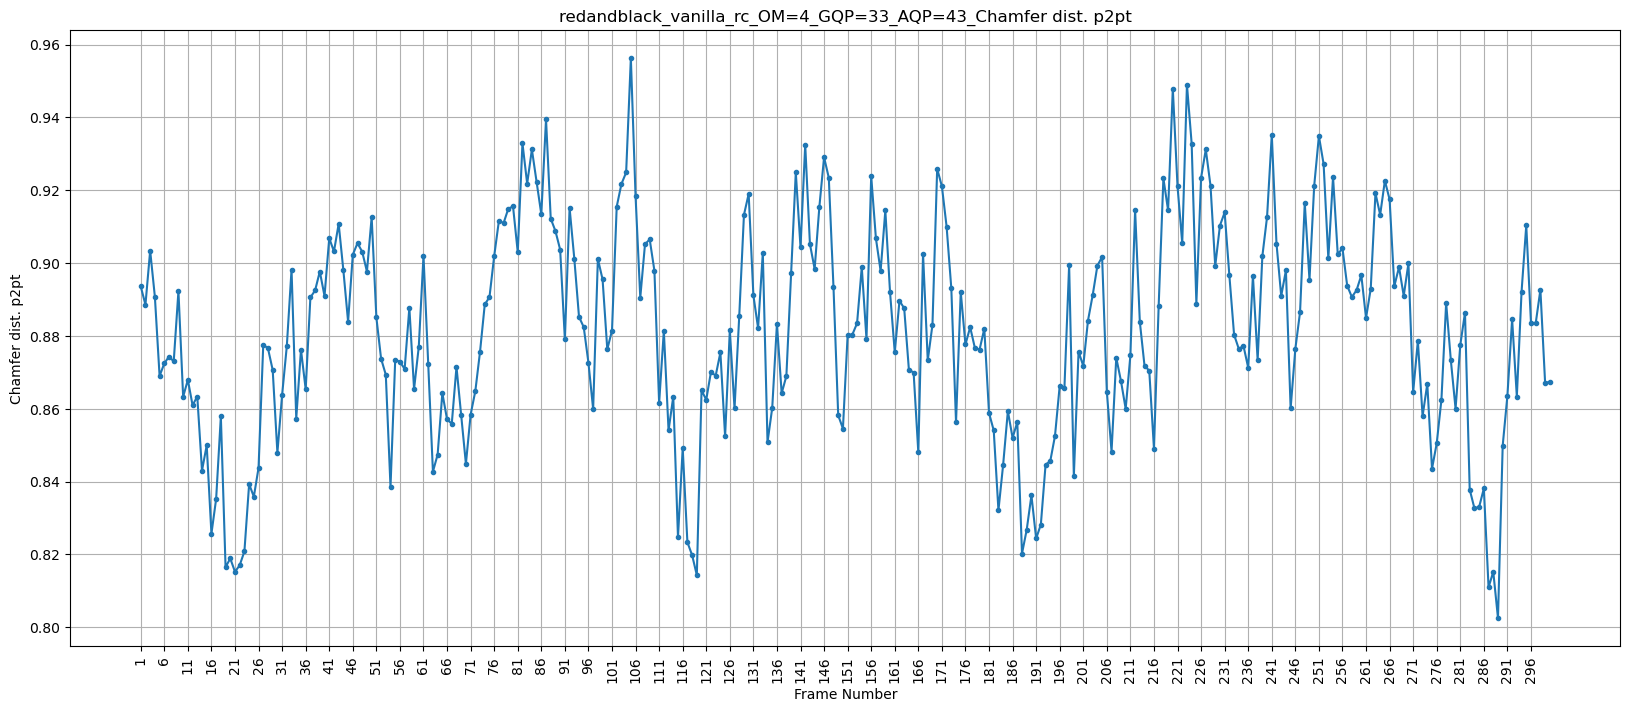 redandblack_vanilla_rc_OM=4_GQP=33_AQP=43_Chamfer dist. p2pt
Chamfer dist. p2pt
0.96
0.94
0.92
0.90
0.88
0.86
0.84
0.82
0.80
1 6 11 16 21 26 31 36 41 46 51 56 61 66 71 76 81 86 91 96 101 106 111 116 121 126 131 136 141 146 151 156 161 166 171 176 181 186 191 196 201 206 211 216 221 226 231 236 241 246 251 256 261 266 271 276 281 286 291 296
Frame Number